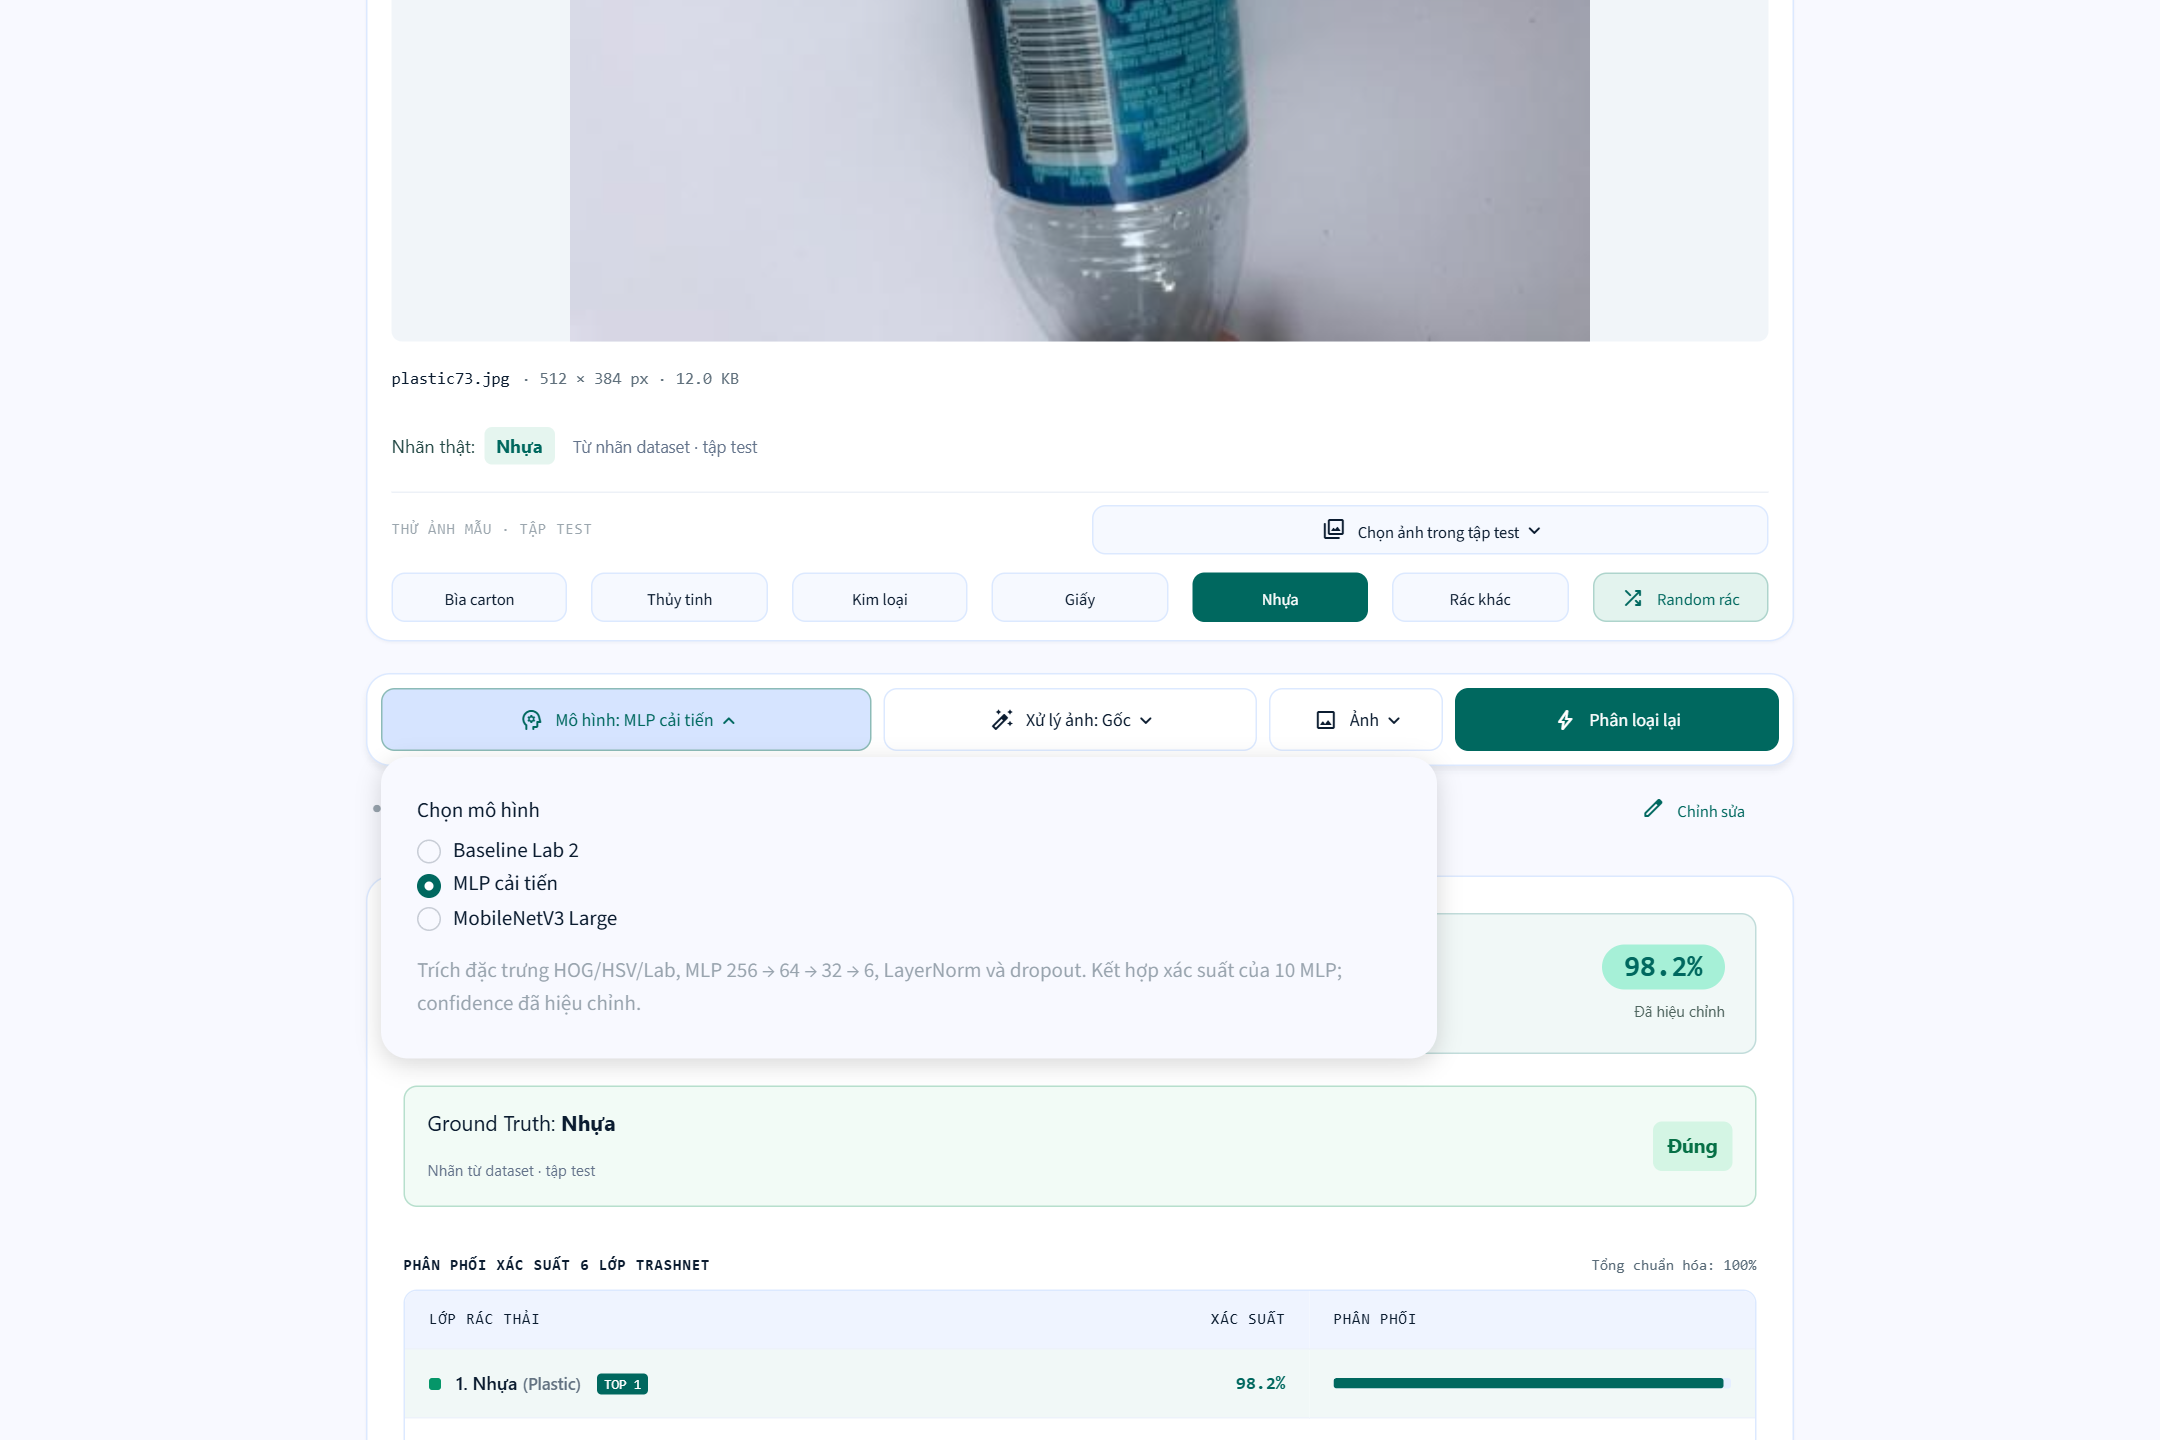 plastic73.jpg · 512 × 384 px · 12.0 KB
Nhãn thật: Nhựa Từ nhãn dataset · tập test
THỬ ẢNH MẪU · TẬP TEST
Chọn ảnh trong tập test
Bìa carton Thủy tinh Kim loại Giấy Nhựa Rác khác Random rác
Mô hình: MLP cải tiến Xử lý ảnh: Gốc Ảnh Phân loại lại
Chỉnh sửa
Chọn mô hình
Baseline Lab 2
MLP cải tiến
MobileNetV3 Large
Trích đặc trưng HOG/HSV/Lab, MLP 256 → 64 → 32 → 6, LayerNorm và dropout. Kết hợp xác suất của 10 MLP;
confidence đã hiệu chỉnh.
98.2%
Đã hiệu chỉnh
Ground Truth: Nhựa
Nhãn từ dataset · tập test
Đúng
PHÂN PHỐI XÁC SUẤT 6 LỚP TRASHNET
Tổng chuẩn hóa: 100%
LỚP RÁC THẢI XÁC SUẤT PHÂN PHỐI
1. Nhựa (Plastic) TOP 1 98.2%